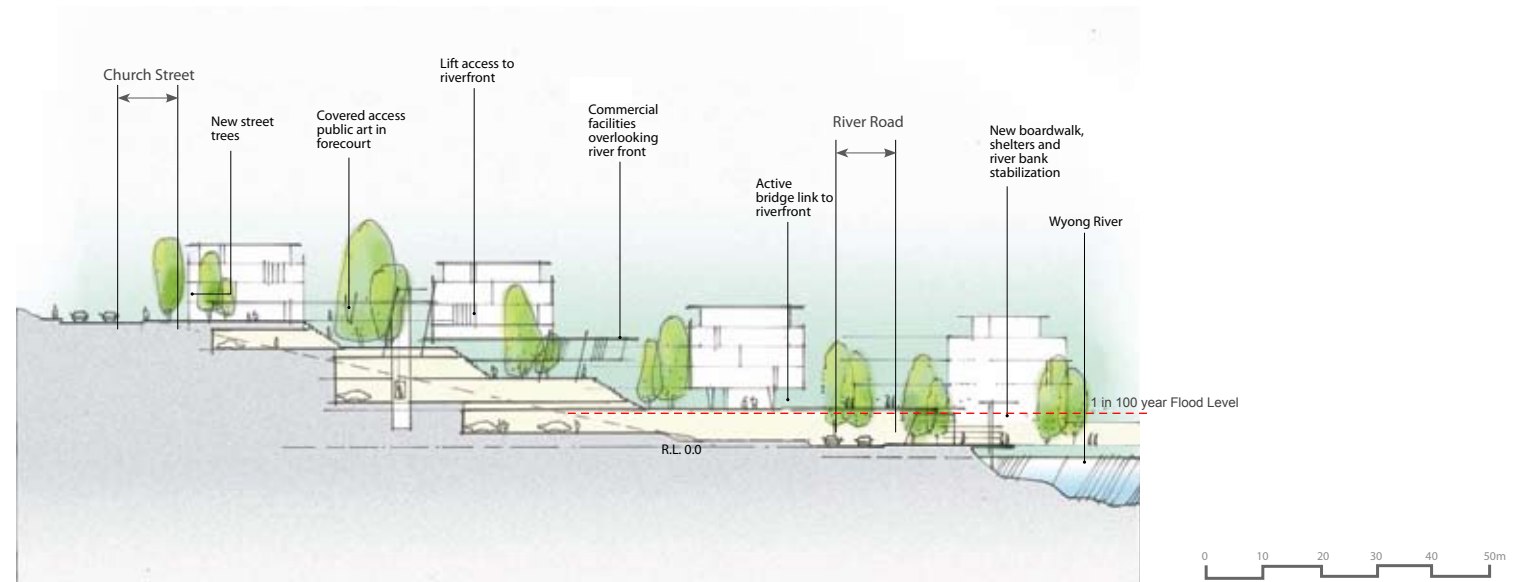 Church Street
New street
trees
Covered access
public art in
forecourt
Lift access to
riverfront
Commercial
facilities
overlooking
river front
Active
bridge link to
riverfront
River Road
New boardwalk,
shelters and
river bank
stabilization
Wyong River
1 in 100 year Flood Level
R.L. 0.0
0 10 20 30 40 50m